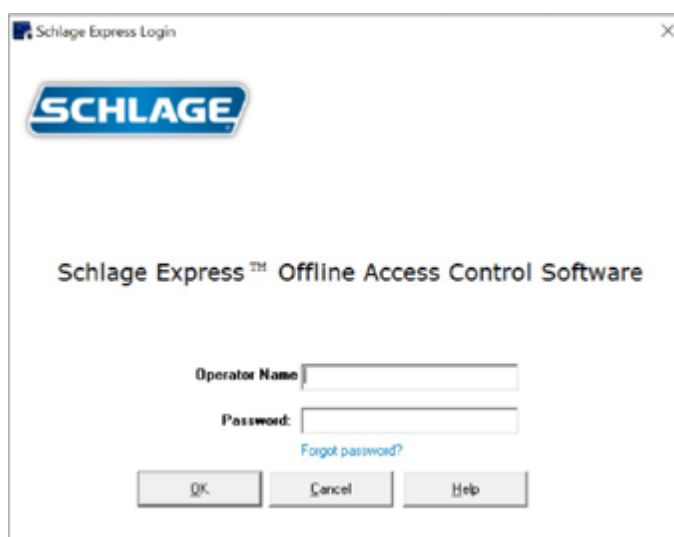 Schlage Express Login
SCHLAGE
Schlage Express™ Offline Access Control Software
Operator Name
Password:
Forgot password?
OK Cancel Help